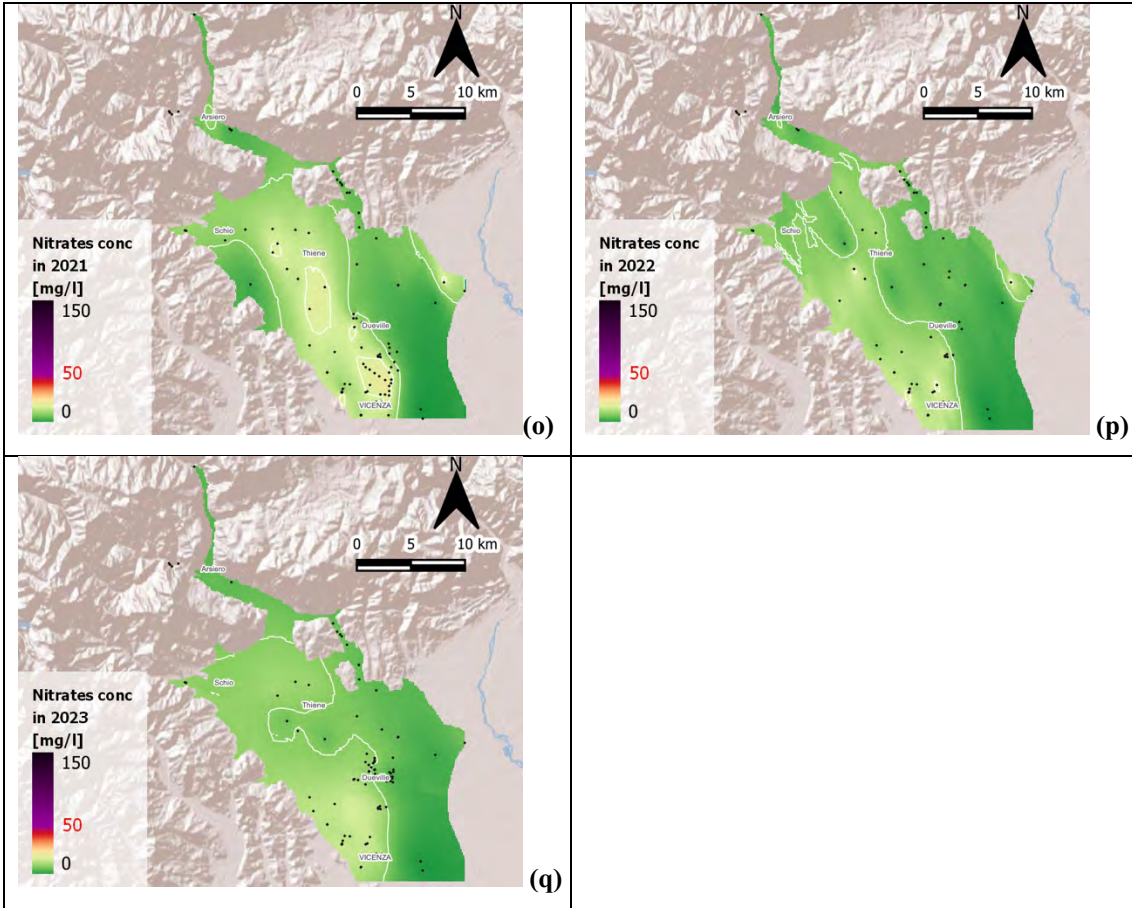 N
0 5 10 km
Arsiero
Schio
Thiene
Dueville
VICENZA
Nitrates conc
in 2021
[mg/l]
150
50
0
(o)
N
0 5 10 km
Arsiero
Schio
Thiene
Dueville
VICENZA
Nitrates conc
in 2022
[mg/l]
150
50
0
(p)
N
0 5 10 km
Arsiero
Schio
Thiene
Dueville
VICENZA
Nitrates conc
in 2023
[mg/l]
150
50
0
(q)